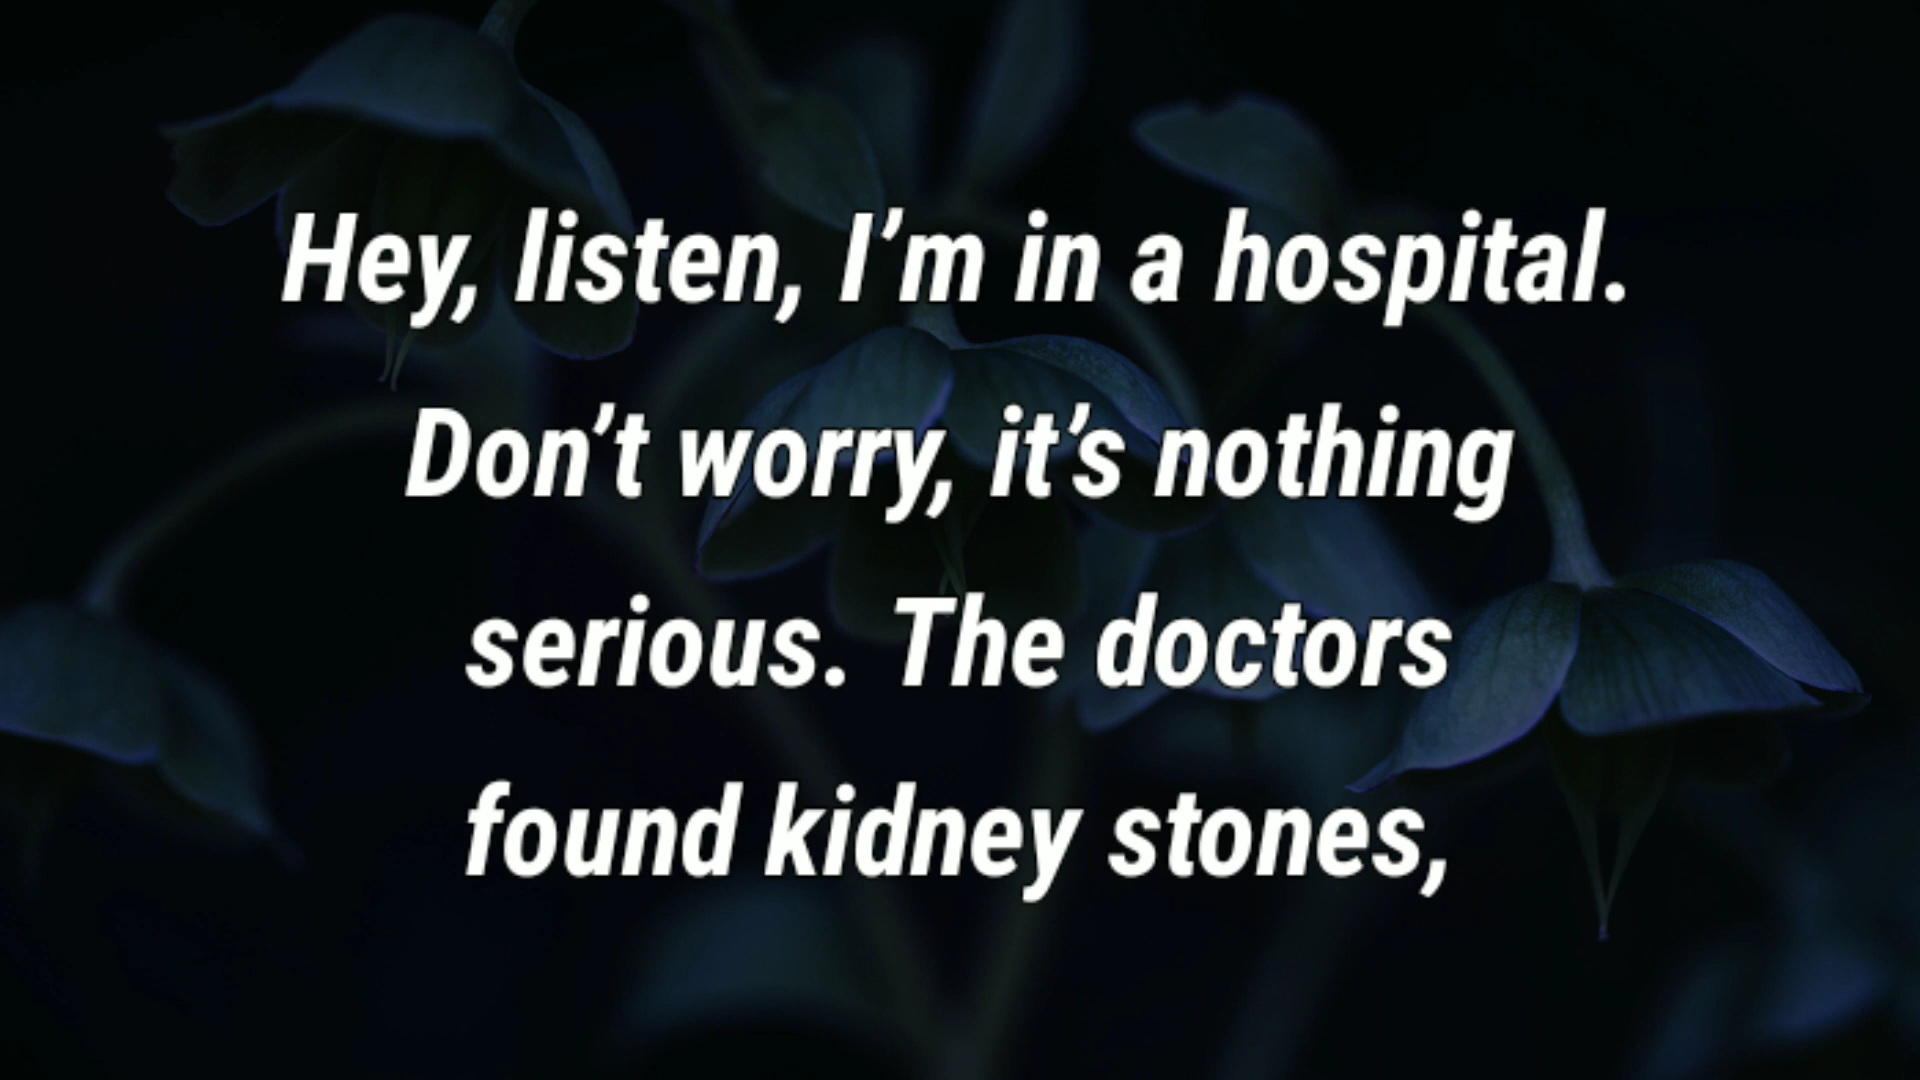 Hey, listen, I’m in a hospital.
Don’t worry, it’s nothing
serious. The doctors
found kidney stones,